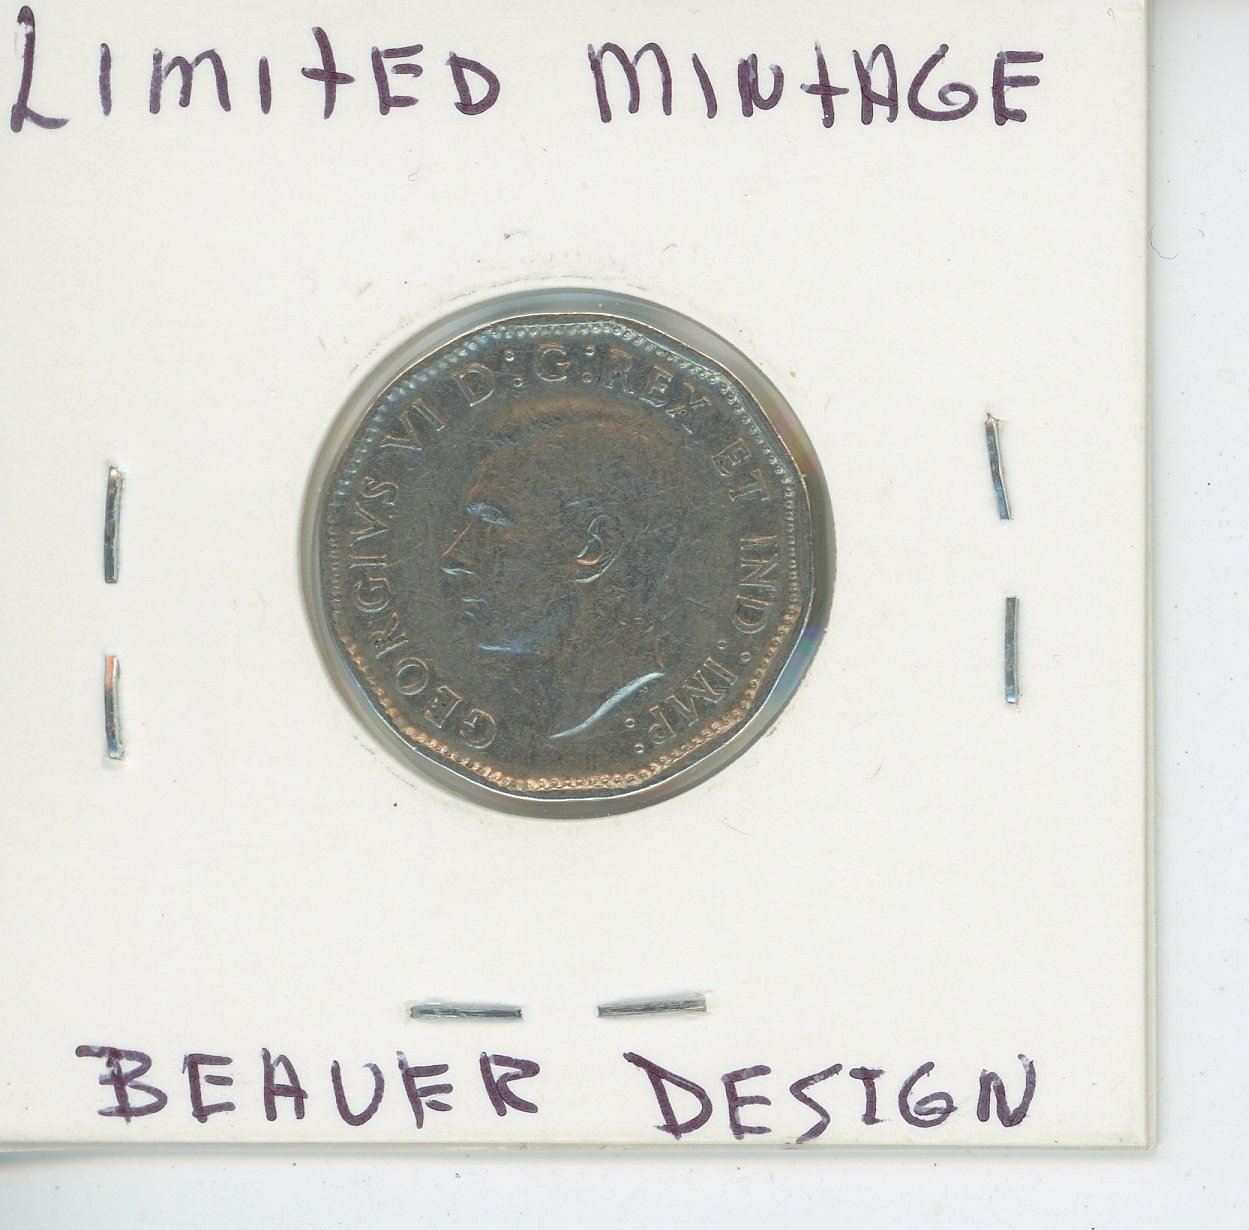 LIMITED MINTAGE
GEORGIVS VI D:G:REX ET IND:IMP:
BEAVER DESIGN